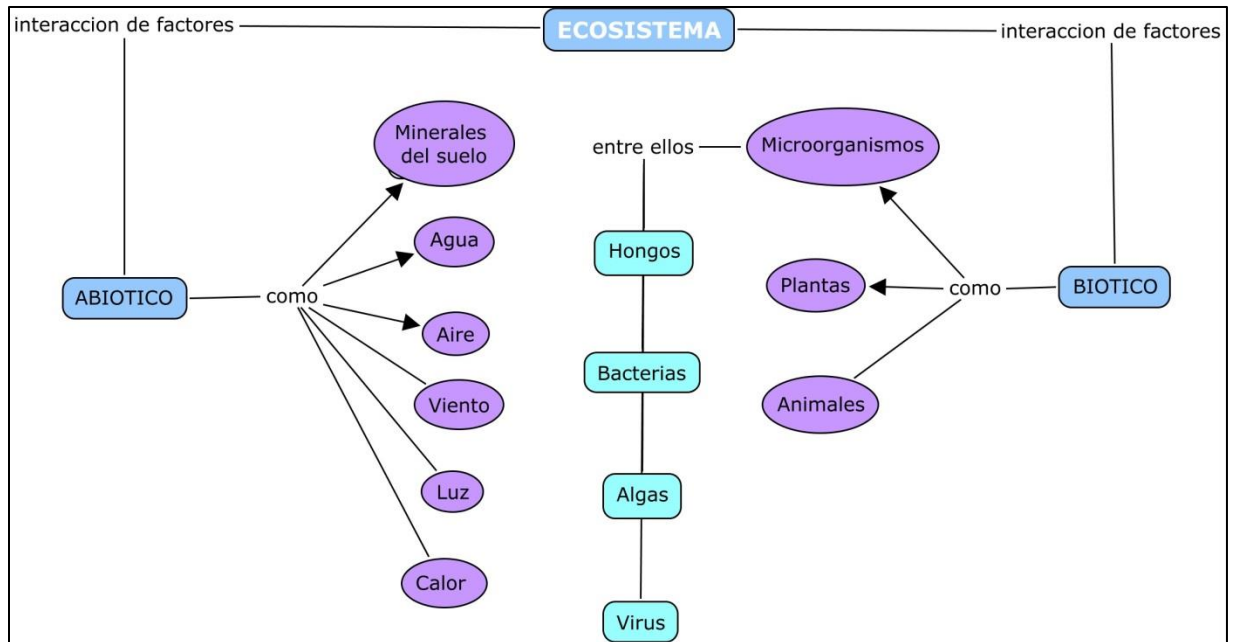 interaccion de factores
ECOSISTEMA
interaccion de factores
Minerales
del suelo
entre ellos
Microorganismos
Agua
Hongos
Plantas
ABIOTICO
como
como
BIOTICO
Aire
Bacterias
Viento
Animales
Luz
Algas
Calor
Virus